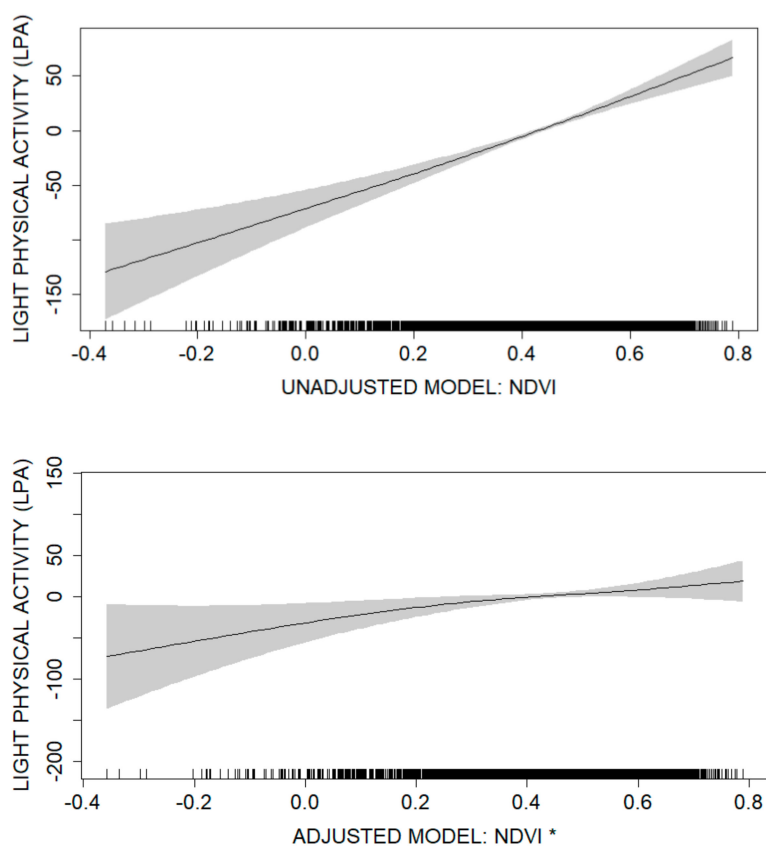 LIGHT PHYSICAL ACTIVITY (LPA)
50
0
-50
-150
-0.4 -0.2 0.0 0.2 0.4 0.6 0.8
UNADJUSTED MODEL: NDVI
LIGHT PHYSICAL ACTIVITY (LPA)
150
50
0
-100
-200
-0.4 -0.2 0.0 0.2 0.4 0.6 0.8
ADJUSTED MODEL: NDVI *